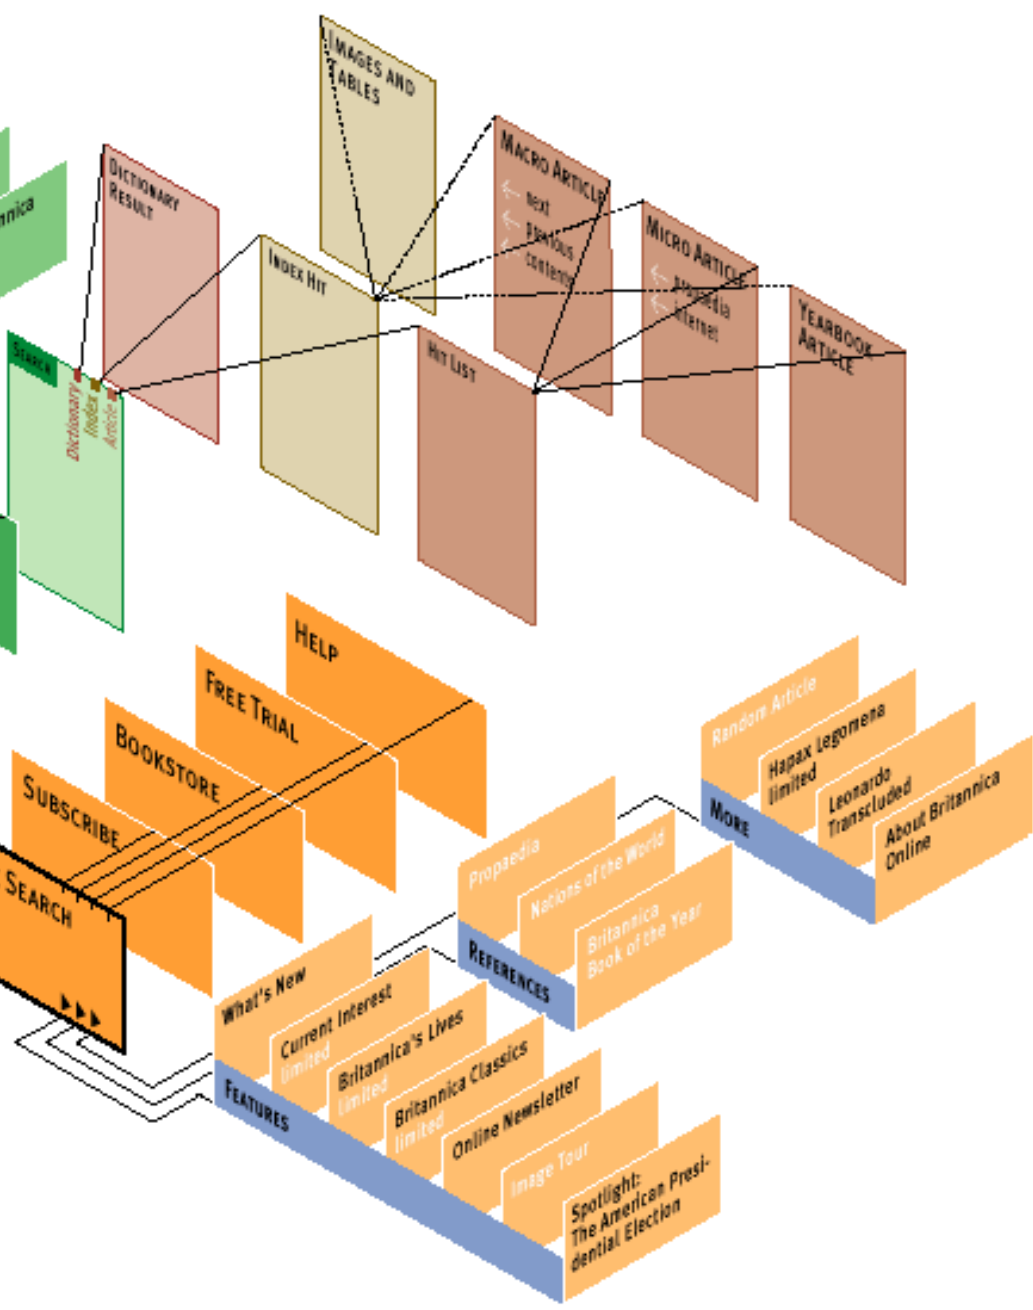 IMAGES AND
TABLES
MACRO ARTICLE
next
previous
contents
DICTIONARY
RESULT
MICRO ARTICLE
propaedia
internet
INDEX HIT
YEARBOOK
ARTICLE
HIT LIST
SEARCH
Dictionary
Index
Article
HELP
FREE TRIAL
BOOKSTORE
SUBSCRIBE
SEARCH
Random Article
Hapax Legomena
limited
Leonardo
Transcluded
About Britannica
Online
MORE
Propaedia
Nations of the World
Britannica
Book of the Year
REFERENCES
What's New
Current Interest
limited
Britannica's Lives
limited
Britannica Classics
limited
Online Newsletter
Image Tour
Spotlight:
The American Presi-
dential Election
FEATURES